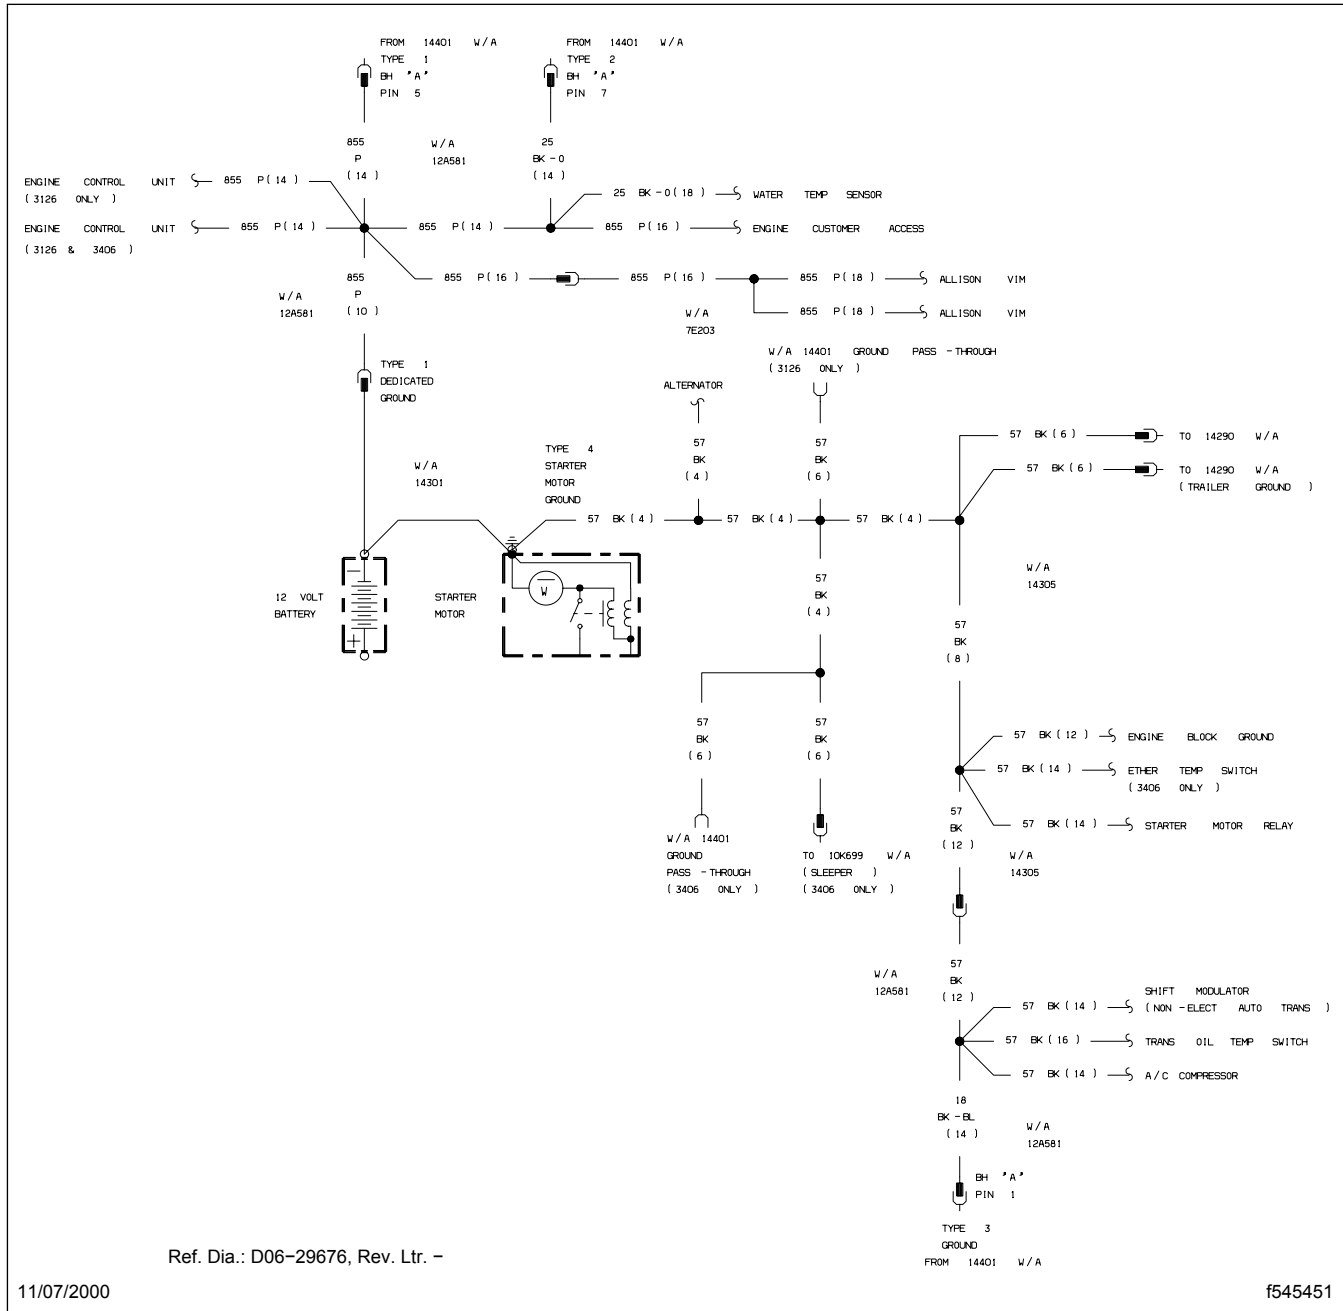 FROM 14401 W/A
TYPE 1
BH "A"
PIN 5
FROM 14401 W/A
TYPE 2
BH "A"
PIN 7
855
P
(14)
W/A
12A581
25
BK-O
(14)
ENGINE CONTROL UNIT
(3126 ONLY)
855 P(14)
25 BK-O(18)
WATER TEMP SENSOR
ENGINE CONTROL UNIT
(3126 & 3406)
855 P(14)
855 P(14)
855 P(16)
ENGINE CUSTOMER ACCESS
855
P
(10)
W/A
12A581
855 P(16)
855 P(16)
855 P(18)
ALLISON VIM
855 P(18)
ALLISON VIM
W/A
7E203
TYPE 1
DEDICATED
GROUND
W/A 14401 GROUND PASS-THROUGH
(3126 ONLY)
ALTERNATOR
57
BK
(4)
57
BK
(6)
57 BK(6)
TO 14290 W/A
57 BK(6)
TO 14290 W/A
(TRAILER GROUND)
W/A
14301
TYPE 4
STARTER
MOTOR
GROUND
57 BK(4)
57 BK(4)
57 BK(4)
12 VOLT
BATTERY
STARTER
MOTOR
W
57
BK
(4)
W/A
14305
57
BK
(8)
57
BK
(6)
57
BK
(6)
57 BK(12)
ENGINE BLOCK GROUND
57 BK(14)
ETHER TEMP SWITCH
(3406 ONLY)
57 BK(14)
STARTER MOTOR RELAY
57
BK
(12)
W/A
14305
W/A 14401
GROUND
PASS-THROUGH
(3406 ONLY)
TO 10K699 W/A
(SLEEPER)
(3406 ONLY)
W/A
12A581
57
BK
(12)
57 BK(14)
SHIFT MODULATOR
(NON-ELECT AUTO TRANS)
57 BK(16)
TRANS OIL TEMP SWITCH
57 BK(14)
A/C COMPRESSOR
18
BK-BL
(14)
W/A
12A581
BH "A"
PIN 1
TYPE 3
GROUND
FROM 14401 W/A
Ref. Dia.: D06−29676, Rev. Ltr. −
11/07/2000
f545451